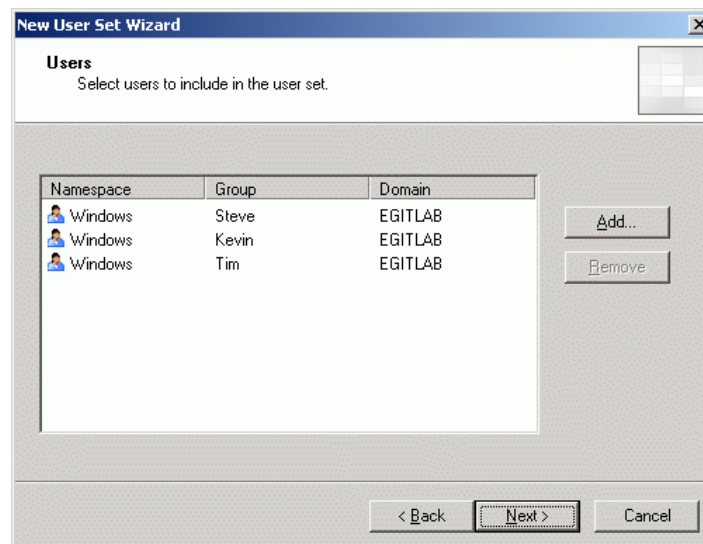 New User Set Wizard
Users
Select users to include in the user set.
Namespace Group Domain
Windows Steve EGITLAB
Windows Kevin EGITLAB
Windows Tim EGITLAB
Add...
Remove
< Back Next > Cancel